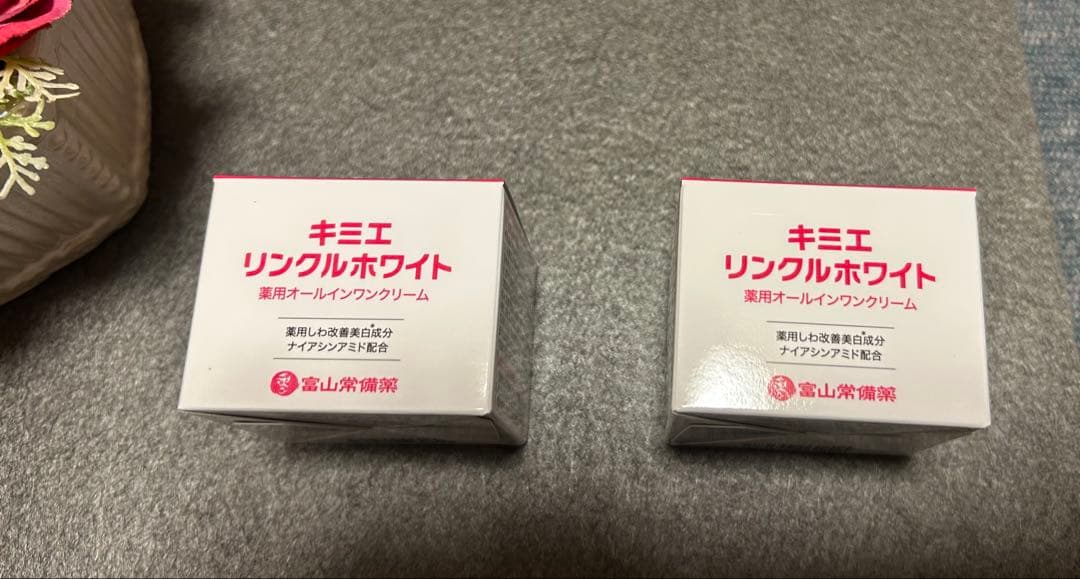 キミエ
リンクルホワイト
薬用オールインワンクリーム
薬用しわ改善美白*成分
ナイアシンアミド配合
富山常備薬
キミエ
リンクルホワイト
薬用オールインワンクリーム
薬用しわ改善美白*成分
ナイアシンアミド配合
富山常備薬